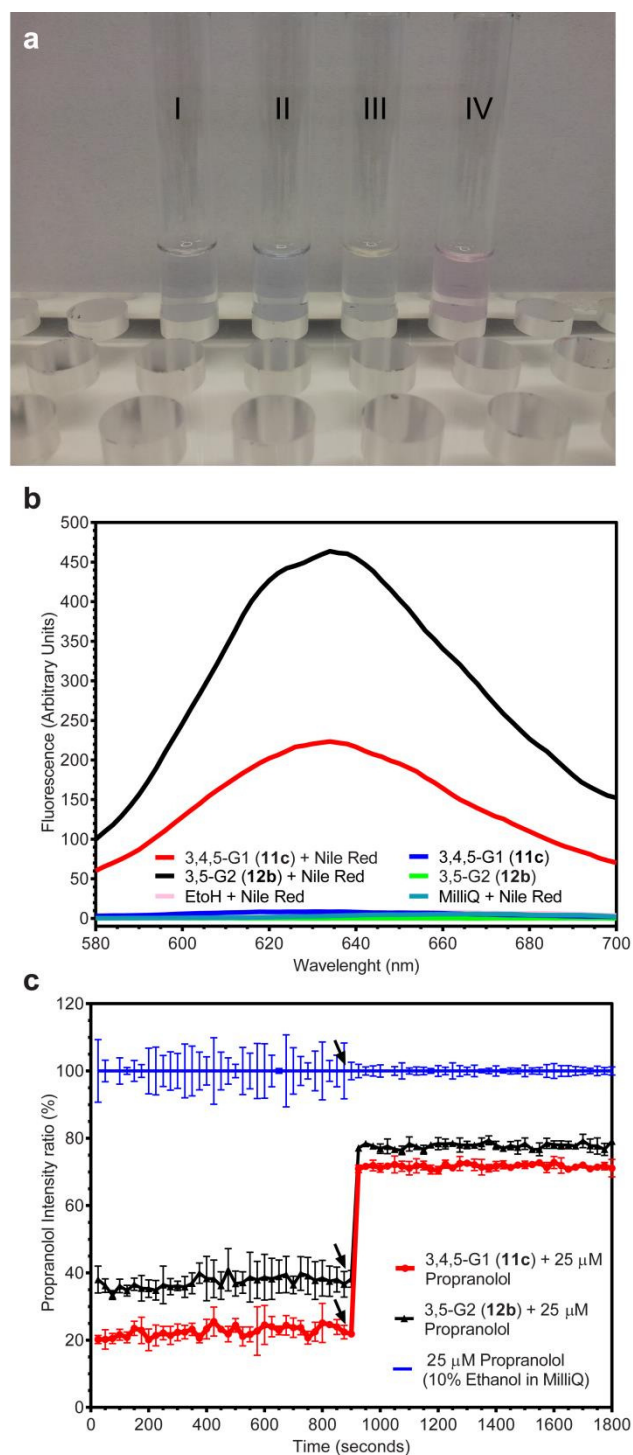 a
I II III IV
b
500
450
400
350
300
250
200
150
100
50
0
Fluorescence (Arbitrary Units)
3,4,5-G1 (11c) + Nile Red
3,4,5-G1 (11c)
3,5-G2 (12b) + Nile Red
3,5-G2 (12b)
EtoH + Nile Red
MilliQ + Nile Red
580 600 620 640 660 680 700
Wavelenght (nm)
c
120
100
80
60
40
20
0
Propranolol Intensity ratio (%)
3,4,5-G1 (11c) + 25 μM
Propranolol
3,5-G2 (12b) + 25 μM
Propranolol
25 μM Propranolol
(10% Ethanol in MilliQ)
0 200 400 600 800 1000 1200 1400 1600 1800
Time (seconds)